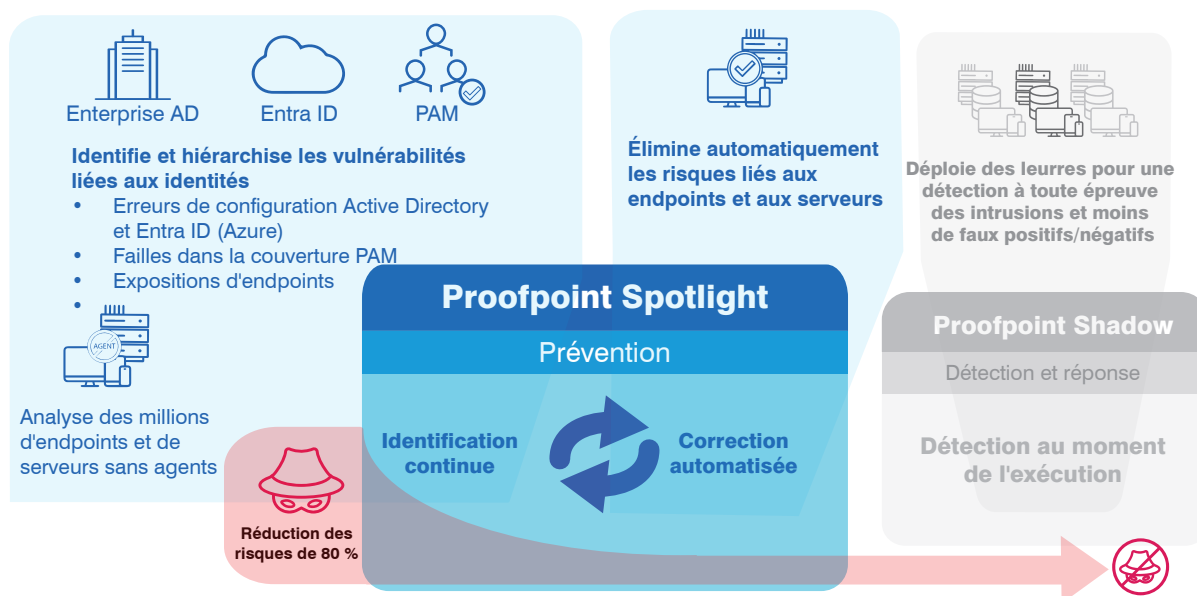 Enterprise AD
Entra ID
PAM
Identifie et hiérarchise les vulnérabilités
liées aux identités
• Erreurs de configuration Active Directory
et Entra ID (Azure)
• Failles dans la couverture PAM
• Expositions d'endpoints
•
AGENT
Analyse des millions
d'endpoints et de
serveurs sans agents
Élimine automatiquement
les risques liés aux
endpoints et aux serveurs
Déploie des leurres pour une
détection à toute épreuve
des intrusions et moins
de faux positifs/négatifs
Proofpoint Spotlight
Prévention
Identification
continue
Correction
automatisée
Proofpoint Shadow
Détection et réponse
Détection au moment
de l'exécution
Réduction des
risques de 80 %